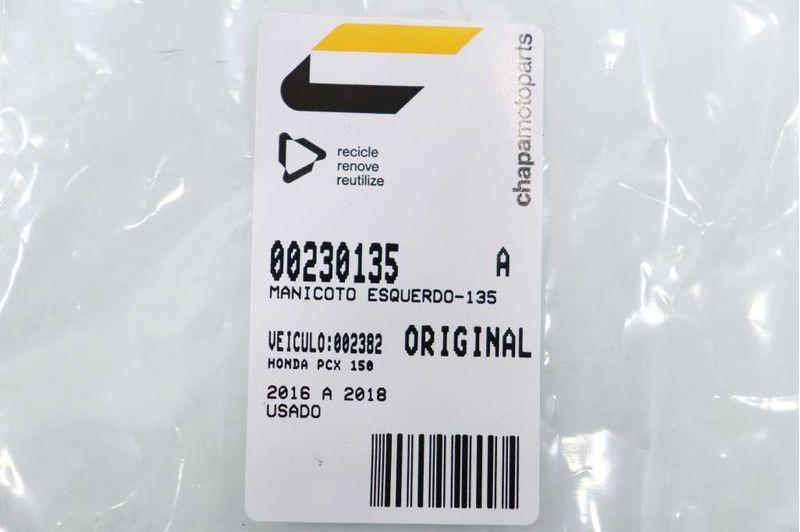 chapamotoparts
recicle
renove
reutilize
00230135 A
MANICOTO ESQUERDO-135
VEICULO:002382 ORIGINAL
HONDA PCX 150
2016 A 2018
USADO